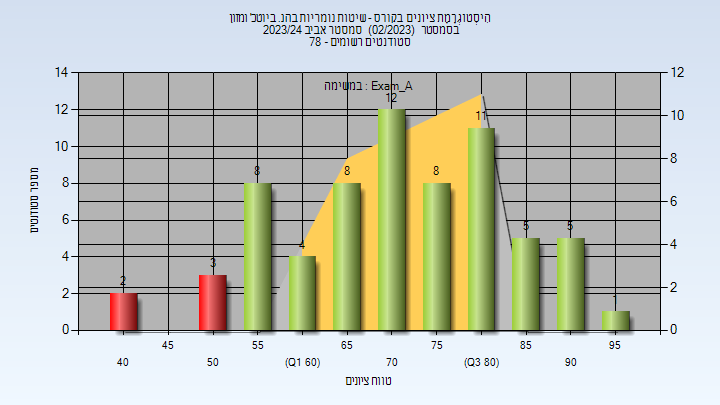 היסטוגרמת ציונים בקורס - שיטות נומריות בהנ. ביוטכ' ומזון
בסמסטר (02/2023) סמסטר אביב 2023/24
סטודנטים רשומים - 78
במשימה : Exam_A
מספר סטודנטים
14 12 10 8 6 4 2 0
12 10 8 6 4 2 0
2 3 8 4 8 12 8 11 5 5 1
45 55 65 75 85 95
40 50 (Q1 60) 70 (Q3 80) 90
טווח ציונים